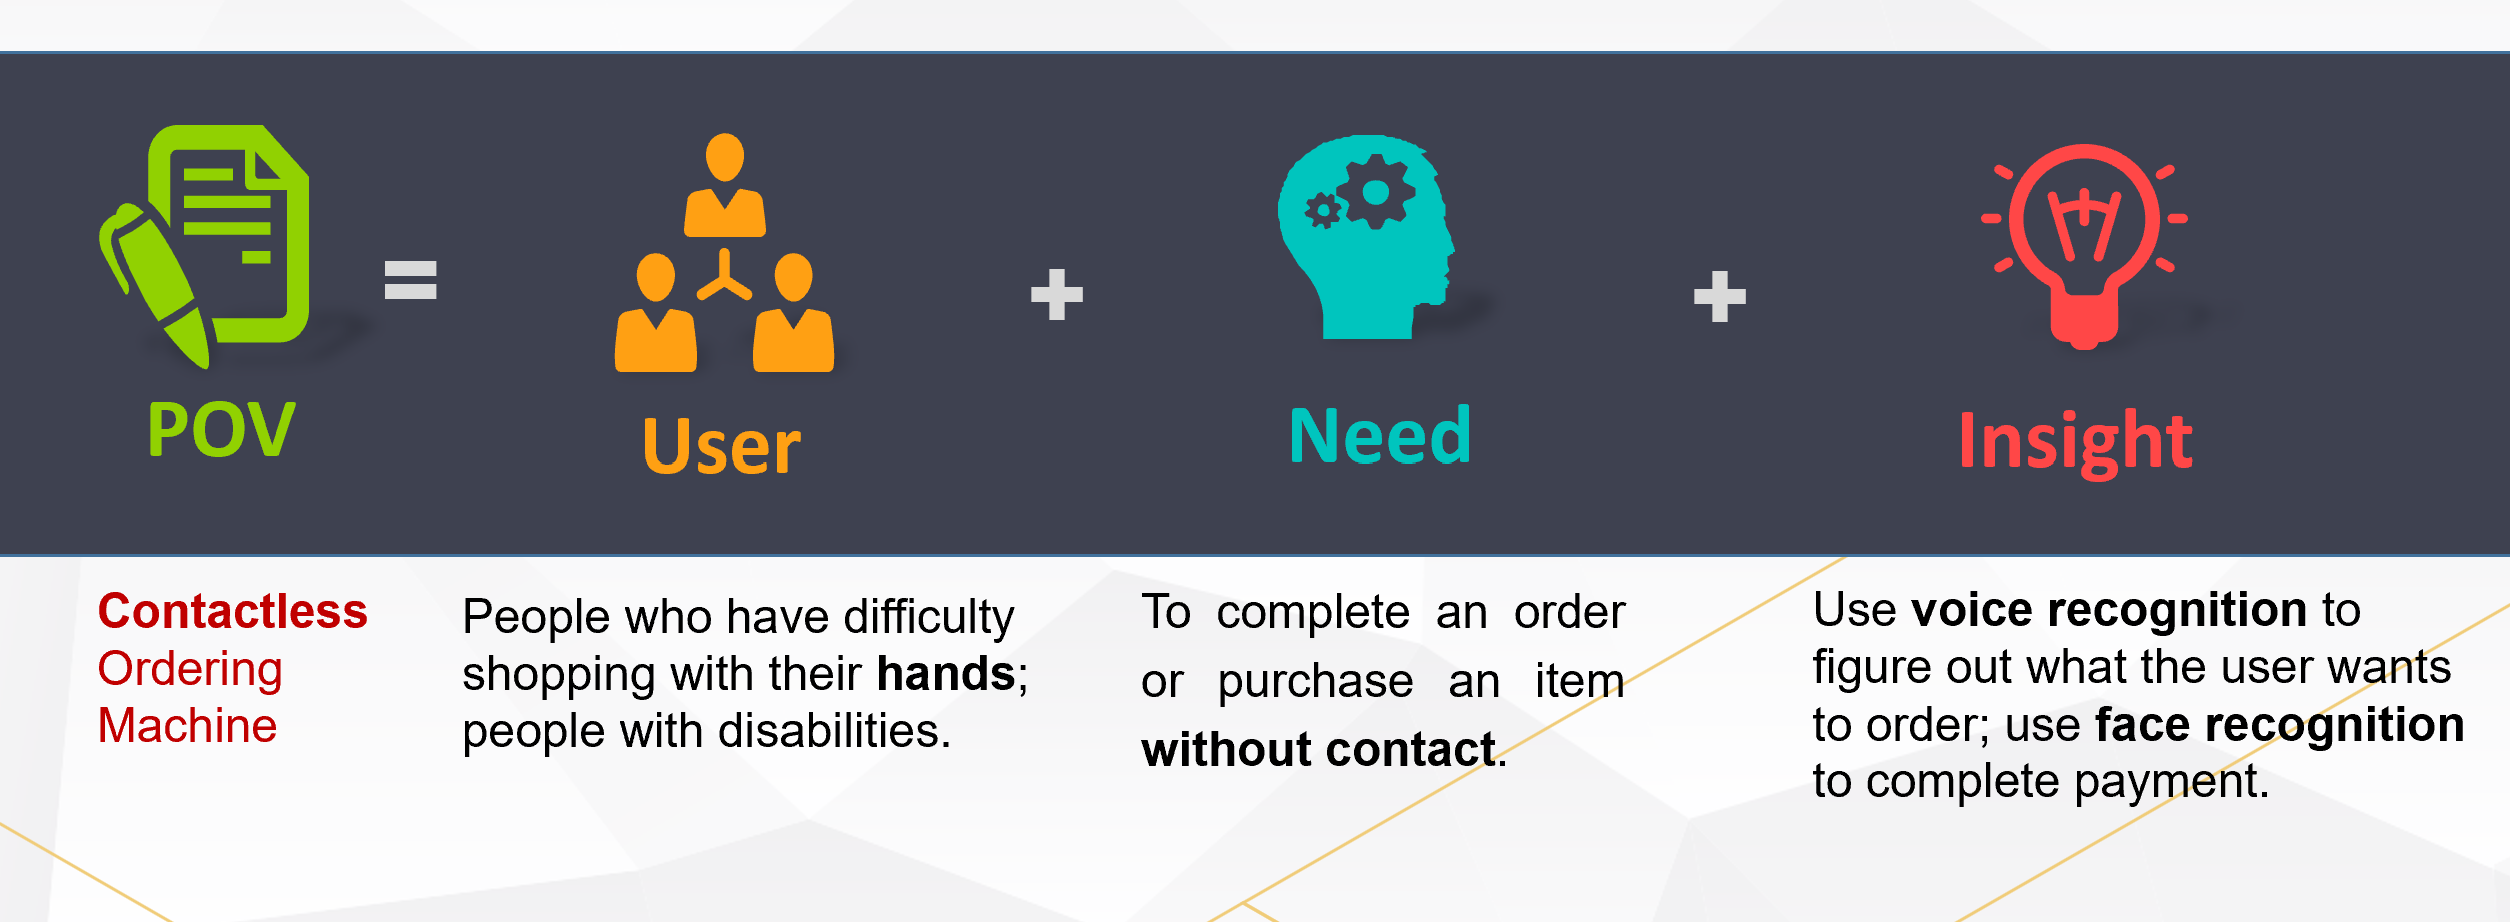 POV
=
User
+
Need
+
Insight
Contactless
Ordering
Machine
People who have difficulty
shopping with their hands;
people with disabilities.
To complete an order
or purchase an item
without contact.
Use voice recognition to
figure out what the user wants
to order; use face recognition
to complete payment.